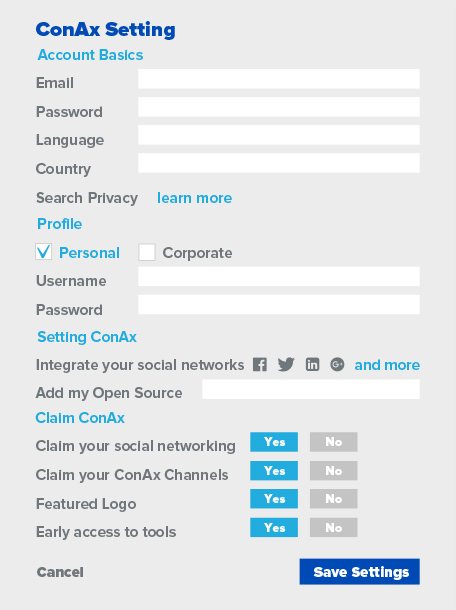 ConAx Setting
Account Basics
Email
Password
Language
Country
Search Privacy learn more
Profile
Personal Corporate
Username
Password
Setting ConAx
Integrate your social networks and more
Add my Open Source
Claim ConAx
Claim your social networking Yes No
Claim your ConAx Channels Yes No
Featured Logo Yes No
Early access to tools Yes No
Cancel Save Settings